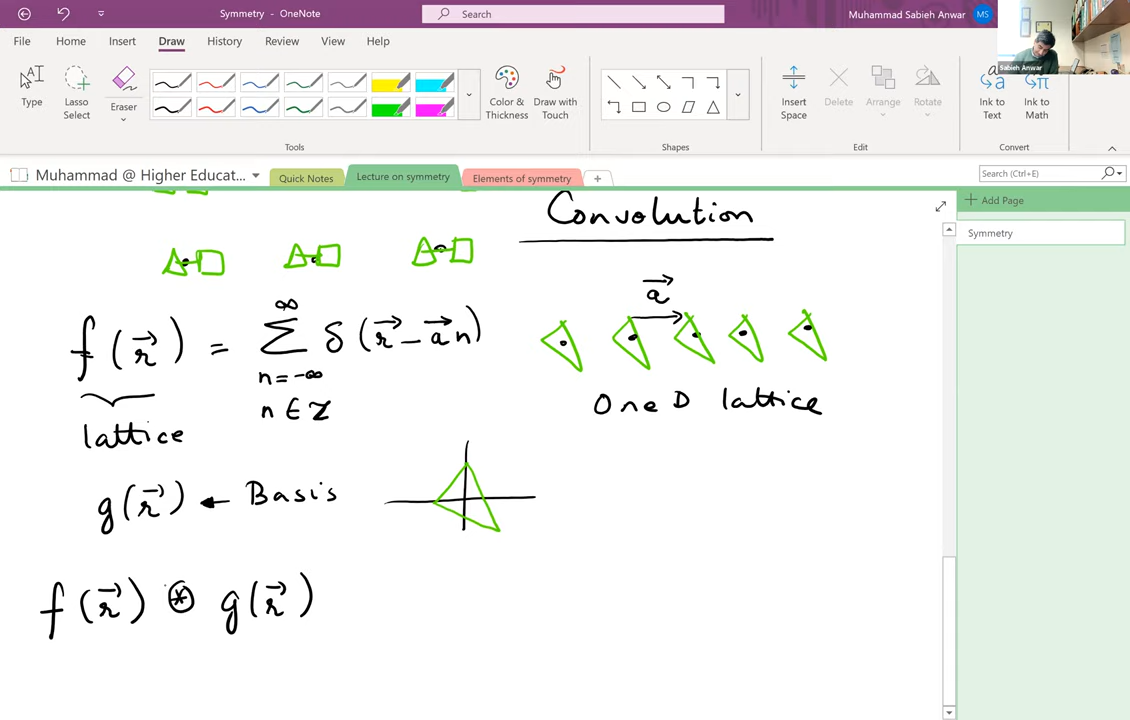 Symmetry - OneNote
Search
Muhammad Sabieh Anwar
MS
File Home Insert Draw History Review View Help
Sabieh Anwar
Type
Lasso Select
Eraser
Color & Thickness
Draw with Touch
Insert Space
Delete
Arrange
Rotate
Ink to Text
Ink to Math
Tools
Shapes
Edit
Convert
Muhammad @ Higher Educat...
Quick Notes
Lecture on symmetry
Elements of symmetry
Search (Ctrl+E)
Add Page
Symmetry
Convolution
f(r⃗) = ∑ δ(r⃗ - a⃗n)
∞
n=-∞
n ∈ Z
lattice
a⃗
One D lattice
g(r⃗) ← Basis
f(r⃗) ⊛ g(r⃗)